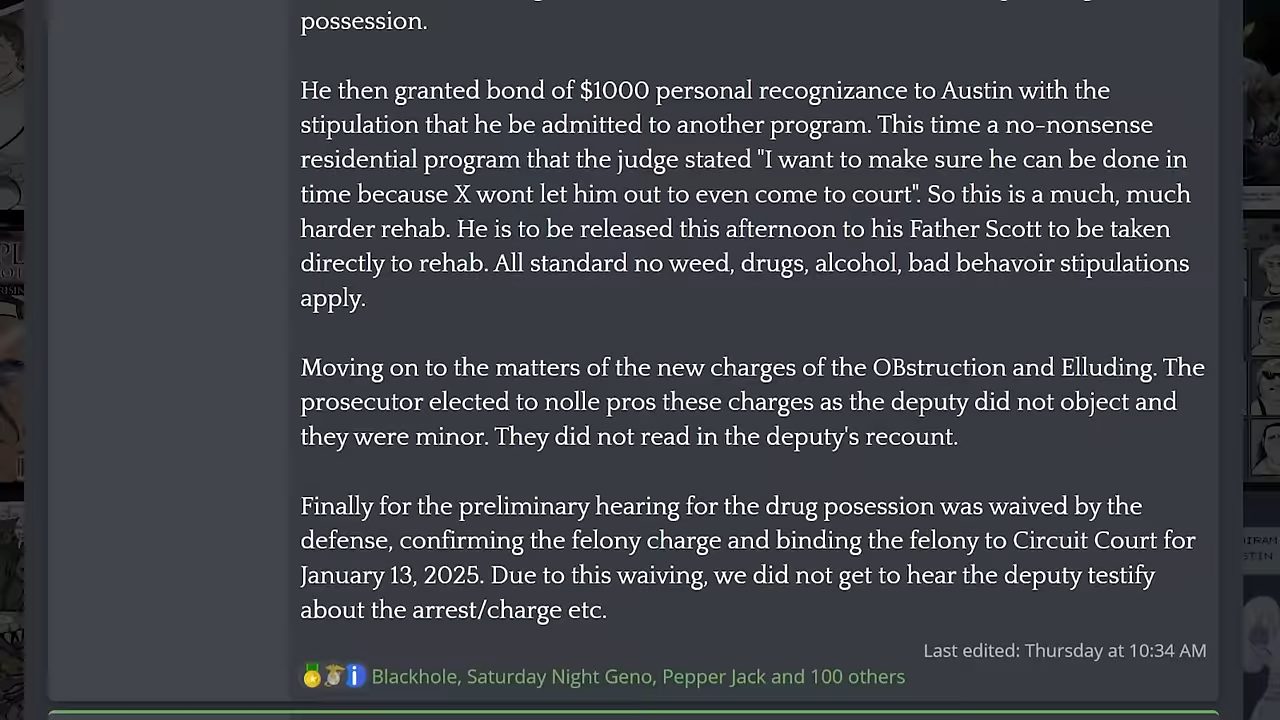 possession.
He then granted bond of $1000 personal recognizance to Austin with the
stipulation that he be admitted to another program. This time a no-nonsense
residential program that the judge stated "I want to make sure he can be done in
time because X wont let him out to even come to court". So this is a much, much
harder rehab. He is to be released this afternoon to his Father Scott to be taken
directly to rehab. All standard no weed, drugs, alcohol, bad behavoir stipulations
apply.
Moving on to the matters of the new charges of the OBstruction and Elluding. The
prosecutor elected to nolle pros these charges as the deputy did not object and
they were minor. They did not read in the deputy's recount.
Finally for the preliminary hearing for the drug posession was waived by the
defense, confirming the felony charge and binding the felony to Circuit Court for
January 13, 2025. Due to this waiving, we did not get to hear the deputy testify
about the arrest/charge etc.
Last edited: Thursday at 10:34 AM
Blackhole, Saturday Night Geno, Pepper Jack and 100 others